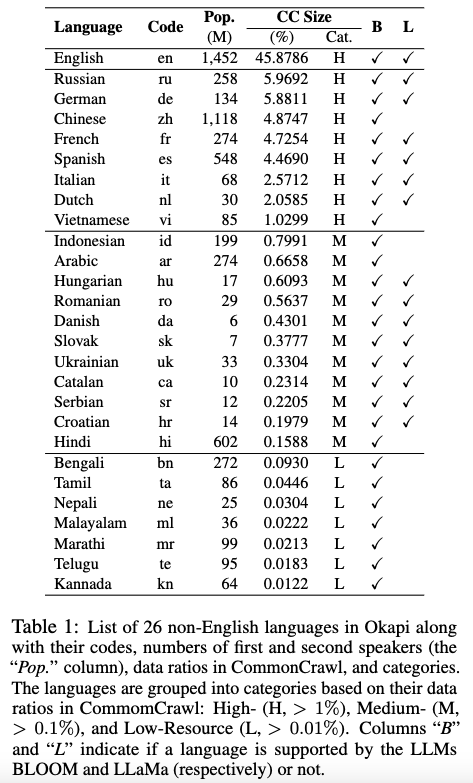 Language Code Pop. (M) CC Size (%) Cat. B L
English en 1,452 45.8786 H ✓ ✓
Russian ru 258 5.9692 H ✓ ✓
German de 134 5.8811 H ✓ ✓
Chinese zh 1,118 4.8747 H ✓
French fr 274 4.7254 H ✓ ✓
Spanish es 548 4.4690 H ✓ ✓
Italian it 68 2.5712 H ✓ ✓
Dutch nl 30 2.0585 H ✓ ✓
Vietnamese vi 85 1.0299 H ✓
Indonesian id 199 0.7991 M ✓
Arabic ar 274 0.6658 M ✓
Hungarian hu 17 0.6093 M ✓ ✓
Romanian ro 29 0.5637 M ✓ ✓
Danish da 6 0.4301 M ✓ ✓
Slovak sk 7 0.3777 M ✓ ✓
Ukrainian uk 33 0.3304 M ✓ ✓
Catalan ca 10 0.2314 M ✓ ✓
Serbian sr 12 0.2205 M ✓ ✓
Croatian hr 14 0.1979 M ✓ ✓
Hindi hi 602 0.1588 M ✓
Bengali bn 272 0.0930 L ✓
Tamil ta 86 0.0446 L ✓
Nepali ne 25 0.0304 L ✓
Malayalam ml 36 0.0222 L ✓
Marathi mr 99 0.0213 L ✓
Telugu te 95 0.0183 L ✓
Kannada kn 64 0.0122 L ✓
Table 1: List of 26 non-English languages in Okapi along
with their codes, numbers of first and second speakers (the
“Pop.” column), data ratios in CommonCrawl, and categories.
The languages are grouped into categories based on their data
ratios in CommomCrawl: High- (H, > 1%), Medium- (M,
> 0.1%), and Low-Resource (L, > 0.01%). Columns “B”
and “L” indicate if a language is supported by the LLMs
BLOOM and LLaMa (respectively) or not.